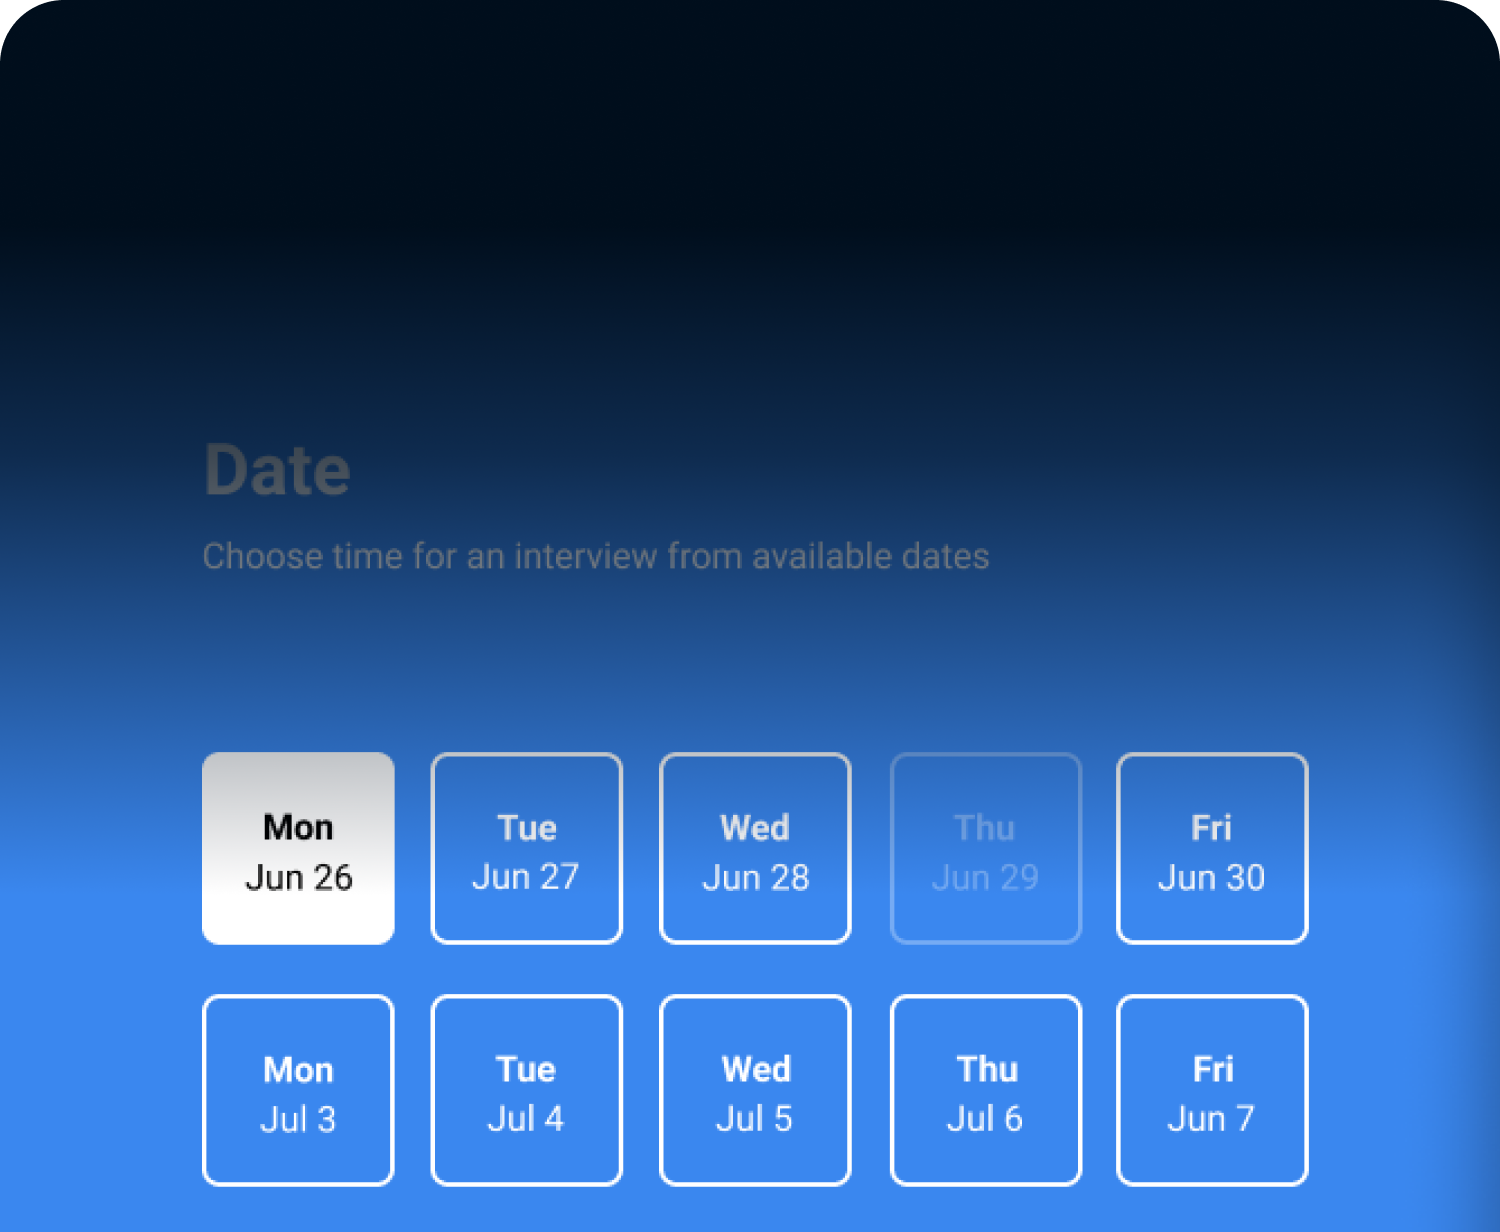 Date
Choose time for an interview from available dates
Mon Tue Wed Thu Fri
Jun 26 Jun 27 Jun 28 Jun 29 Jun 30
Mon Tue Wed Thu Fri
Jul 3 Jul 4 Jul 5 Jul 6 Jun 7